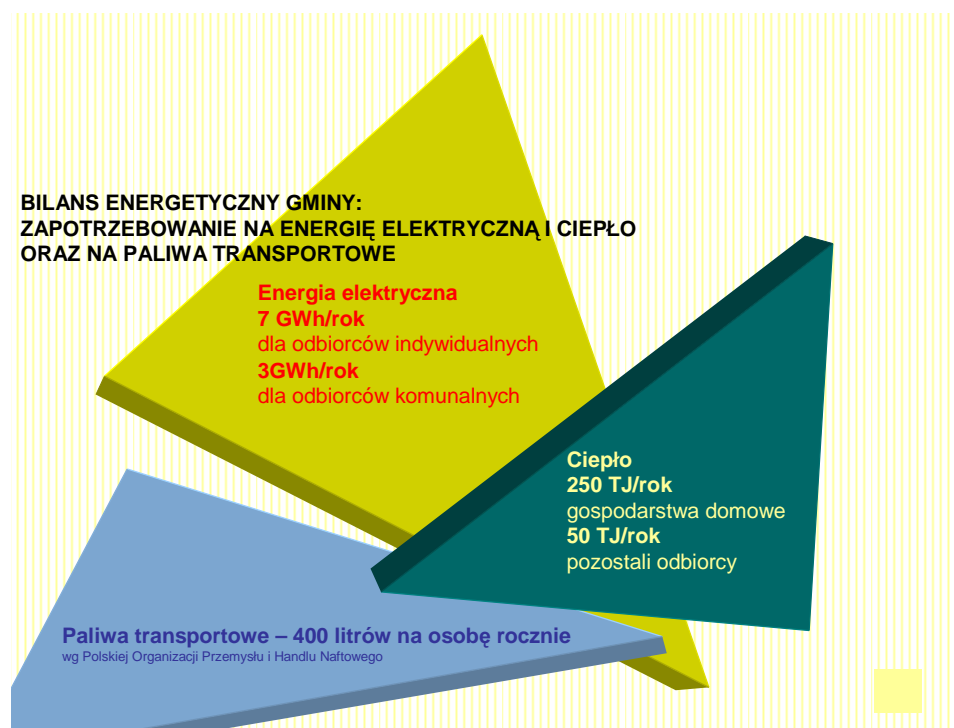 BILANS ENERGETYCZNY GMINY:
ZAPOTRZEBOWANIE NA ENERGIĘ ELEKTRYCZNĄ I CIEPŁO
ORAZ NA PALIWA TRANSPORTOWE
Energia elektryczna
7 GWh/rok
dla odbiorców indywidualnych
3GWh/rok
dla odbiorców komunalnych
Ciepło
250 TJ/rok
gospodarstwa domowe
50 TJ/rok
pozostali odbiorcy
Paliwa transportowe – 400 litrów na osobę rocznie
wg Polskiej Organizacji Przemysłu i Handlu Naftowego